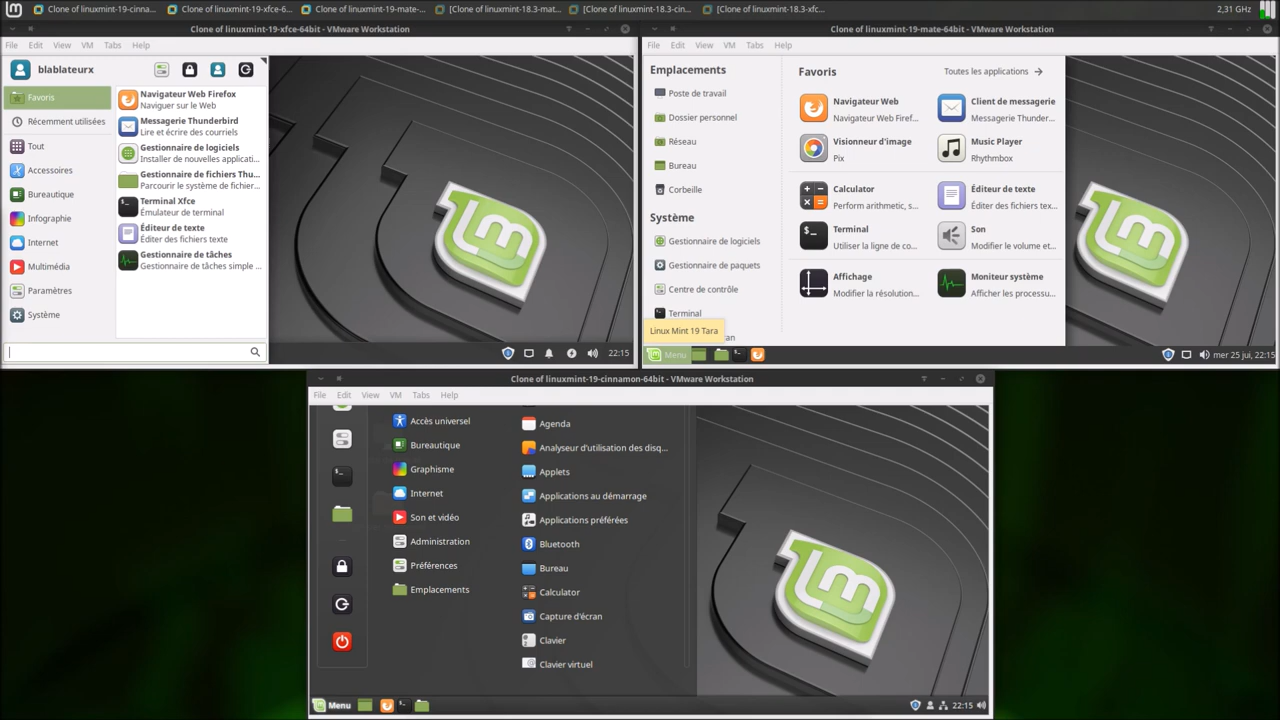 Clone of linuxmint-19-cinna...
Clone of linuxmint-19-xfce-6...
Clone of linuxmint-19-mate-...
[Clone of linuxmint-18.3-mat...
[Clone of linuxmint-18.3-cin...
[Clone of linuxmint-18.3-xfc...
2,31 GHz
Clone of linuxmint-19-xfce-64bit - VMware Workstation
File Edit View VM Tabs Help
blablateurx
Favoris
Récemment utilisées
Tout
Accessoires
Bureautique
Infographie
Internet
Multimédia
Paramètres
Système
Navigateur Web Firefox
Naviguer sur le Web
Messagerie Thunderbird
Lire et écrire des courriels
Gestionnaire de logiciels
Installer de nouvelles applicati...
Gestionnaire de fichiers Thu...
Parcourir le système de fichier...
Terminal Xfce
Émulateur de terminal
Éditeur de texte
Éditer des fichiers texte
Gestionnaire de tâches
Gestionnaire de tâches simple ...
22:15
Clone of linuxmint-19-mate-64bit - VMware Workstation
File Edit View VM Tabs Help
Emplacements
Poste de travail
Dossier personnel
Réseau
Bureau
Corbeille
Système
Gestionnaire de logiciels
Gestionnaire de paquets
Centre de contrôle
Terminal
Linux Mint 19 Tara
Favoris
Toutes les applications
Navigateur Web
Navigateur Web Firef...
Client de messagerie
Messagerie Thunder...
Visionneur d'image
Pix
Music Player
Rhythmbox
Calculator
Perform arithmetic, s...
Éditeur de texte
Éditer des fichiers tex...
Terminal
Utiliser la ligne de co...
Son
Modifier le volume et...
Affichage
Modifier la résolution...
Moniteur système
Afficher les processu...
Menu
mer 25 jui, 22:15
Clone of linuxmint-19-cinnamon-64bit - VMware Workstation
File Edit View VM Tabs Help
Accès universel
Bureautique
Graphisme
Internet
Son et vidéo
Administration
Préférences
Emplacements
Agenda
Analyseur d'utilisation des disq...
Applets
Applications au démarrage
Applications préférées
Bluetooth
Bureau
Calculator
Capture d'écran
Clavier
Clavier virtuel
Menu
22:15